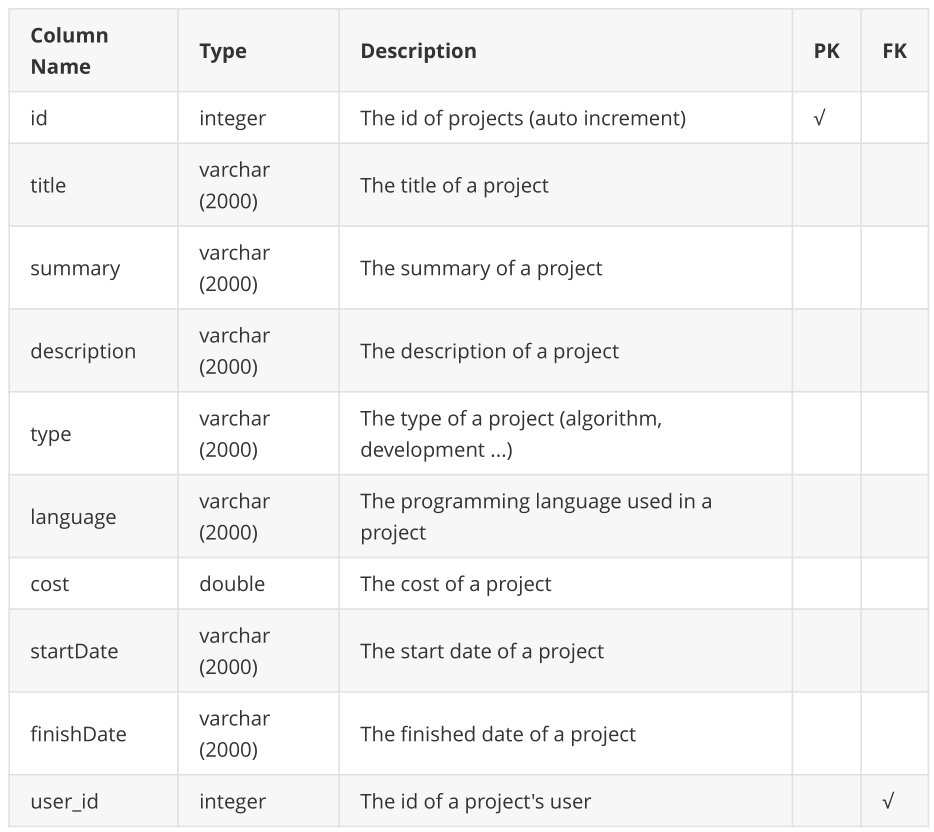 Column Name Type Description PK FK
id integer The id of projects (auto increment) √
title varchar (2000) The title of a project
summary varchar (2000) The summary of a project
description varchar (2000) The description of a project
type varchar (2000) The type of a project (algorithm, development ...)
language varchar (2000) The programming language used in a project
cost double The cost of a project
startDate varchar (2000) The start date of a project
finishDate varchar (2000) The finished date of a project
user_id integer The id of a project's user √